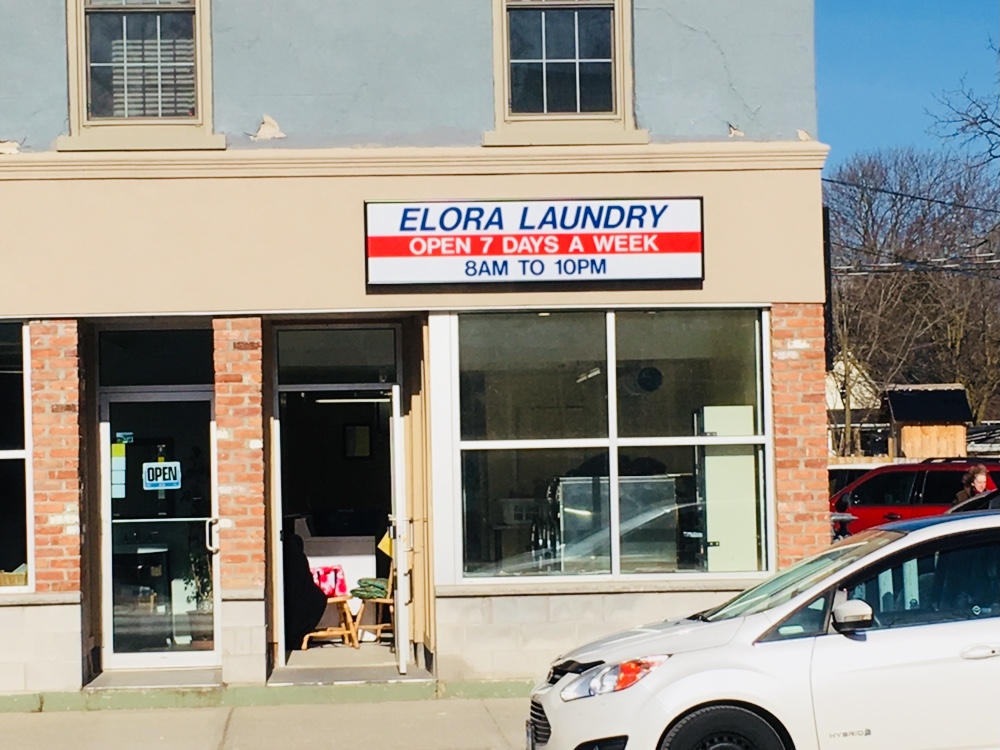 ELORA LAUNDRY
OPEN 7 DAYS A WEEK
8AM TO 10PM
OPEN
HYBRID